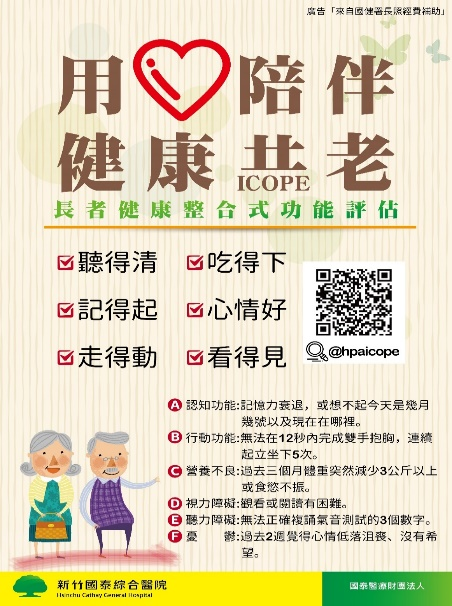 廣告「來自國健署長照經費補助」
用 陪伴
健康共老
ICOPE
長者健康整合式功能評估
聽得清 吃得下
記得起 心情好
走得動 看得見
@hpaicope
A 認知功能:記憶力衰退，或想不起今天是幾月
幾號以及現在在哪裡。
B 行動功能:無法在12秒內完成雙手抱胸，連續
起立坐下5次。
C 營養不良:過去三個月體重突然減少3公斤以上
或食慾不振。
D 視力障礙:觀看或閱讀有困難。
E 聽力障礙:無法正確複誦氣音測試的3個數字。
F 憂 鬱:過去2週覺得心情低落沮喪、沒有希
望。
新竹國泰綜合醫院
Hsinchu Cathay General Hospital
國泰醫療財團法人